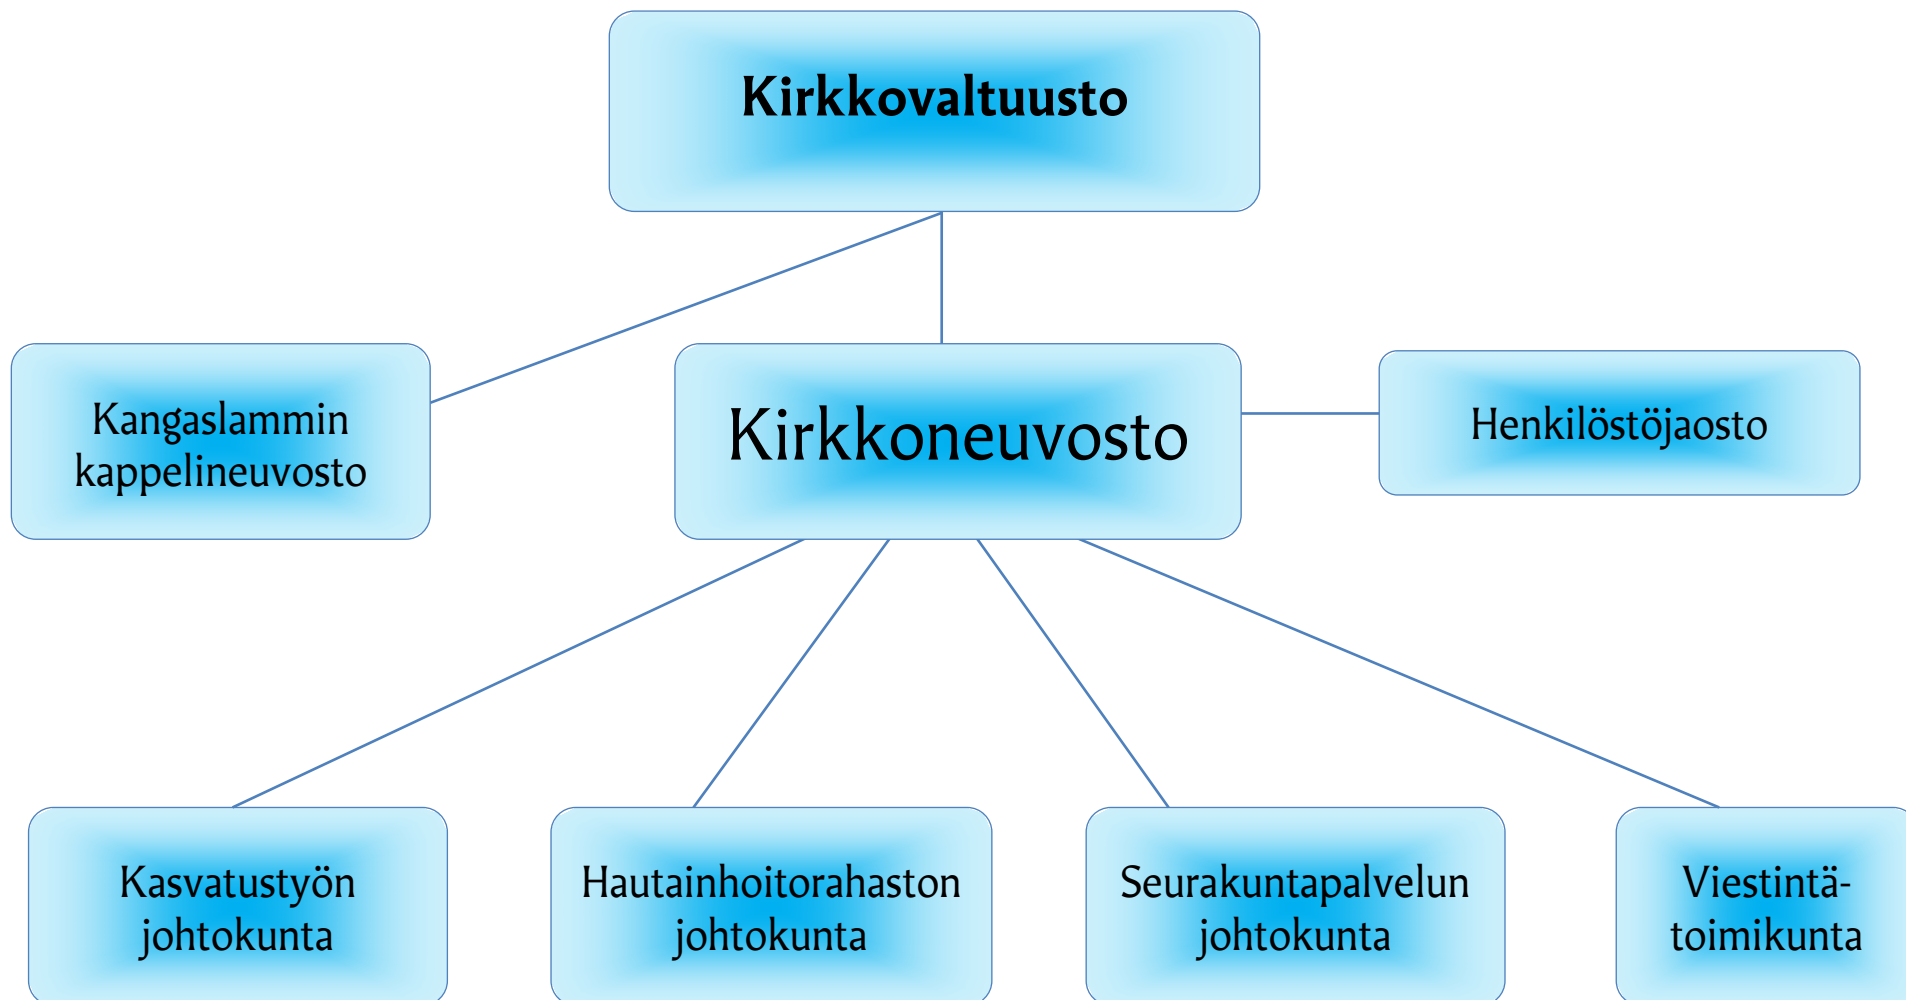 Kirkkovaltuusto
Kangaslammin
kappelineuvosto
Kirkkoneuvosto
Henkilöstöjaosto
Kasvatustyön
johtokunta
Hautainhoitorahaston
johtokunta
Seurakuntapalvelun
johtokunta
Viestintä-
toimikunta